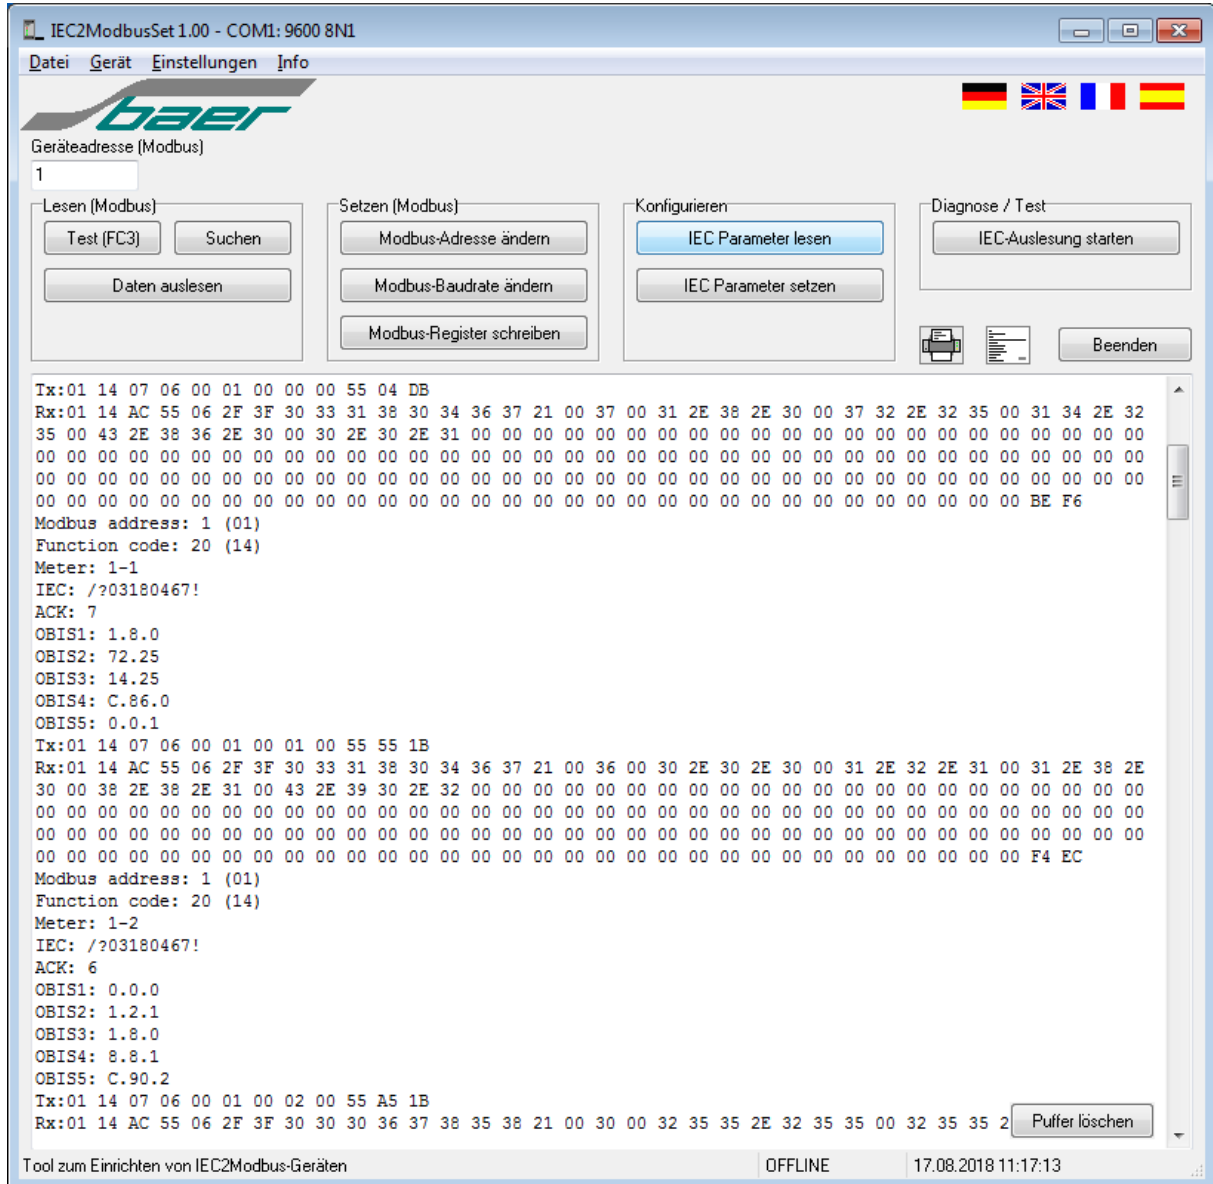 IEC2ModbusSet 1.00 - COM1: 9600 8N1
Datei Gerät Einstellungen Info
baer
Geräteadresse (Modbus)
1
Lesen (Modbus) Setzen (Modbus) Konfigurieren Diagnose / Test
Test (FC3) Suchen Modbus-Adresse ändern IEC Parameter lesen IEC-Auslesung starten
Daten auslesen Modbus-Baudrate ändern IEC Parameter setzen
Modbus-Register schreiben Beenden
Tx:01 14 07 06 00 01 00 00 00 55 04 DB
Rx:01 14 AC 55 06 2F 3F 30 33 31 38 30 34 36 37 21 00 37 00 31 2E 38 2E 30 00 37 32 2E 32 35 00 31 34 2E 32
35 00 43 2E 38 36 2E 30 00 30 2E 30 2E 31 00 00 00 00 00 00 00 00 00 00 00 00 00 00 00 00 00 00 00 00 00 00
00 00 00 00 00 00 00 00 00 00 00 00 00 00 00 00 00 00 00 00 00 00 00 00 00 00 00 00 00 00 00 00 00 00 00 00
00 00 00 00 00 00 00 00 00 00 00 00 00 00 00 00 00 00 00 00 00 00 00 00 00 00 00 00 00 00 00 00 00 00 00 00
00 00 00 00 00 00 00 00 00 00 00 00 00 00 00 00 00 00 00 00 00 00 00 00 00 00 00 00 00 00 00 00 BE F6
Modbus address: 1 (01)
Function code: 20 (14)
Meter: 1-1
IEC: /?03180467!
ACK: 7
OBIS1: 1.8.0
OBIS2: 72.25
OBIS3: 14.25
OBIS4: C.86.0
OBIS5: 0.0.1
Tx:01 14 07 06 00 01 00 01 00 55 55 1B
Rx:01 14 AC 55 06 2F 3F 30 33 31 38 30 34 36 37 21 00 36 00 30 2E 30 2E 30 00 31 2E 32 2E 31 00 31 2E 38 2E
30 00 38 2E 38 2E 31 00 43 2E 39 30 2E 32 00 00 00 00 00 00 00 00 00 00 00 00 00 00 00 00 00 00 00 00 00 00
00 00 00 00 00 00 00 00 00 00 00 00 00 00 00 00 00 00 00 00 00 00 00 00 00 00 00 00 00 00 00 00 00 00 00 00
00 00 00 00 00 00 00 00 00 00 00 00 00 00 00 00 00 00 00 00 00 00 00 00 00 00 00 00 00 00 00 00 00 00 00 00
00 00 00 00 00 00 00 00 00 00 00 00 00 00 00 00 00 00 00 00 00 00 00 00 00 00 00 00 00 00 00 00 F4 EC
Modbus address: 1 (01)
Function code: 20 (14)
Meter: 1-2
IEC: /?03180467!
ACK: 6
OBIS1: 0.0.0
OBIS2: 1.2.1
OBIS3: 1.8.0
OBIS4: 8.8.1
OBIS5: C.90.2
Tx:01 14 07 06 00 01 00 02 00 55 A5 1B
Rx:01 14 AC 55 06 2F 3F 30 30 30 36 37 38 35 38 21 00 30 00 32 35 35 2E 32 35 35 00 32 35 35 2
Puffer löschen
Tool zum Einrichten von IEC2Modbus-Geräten OFFLINE 17.08.2018 11:17:13